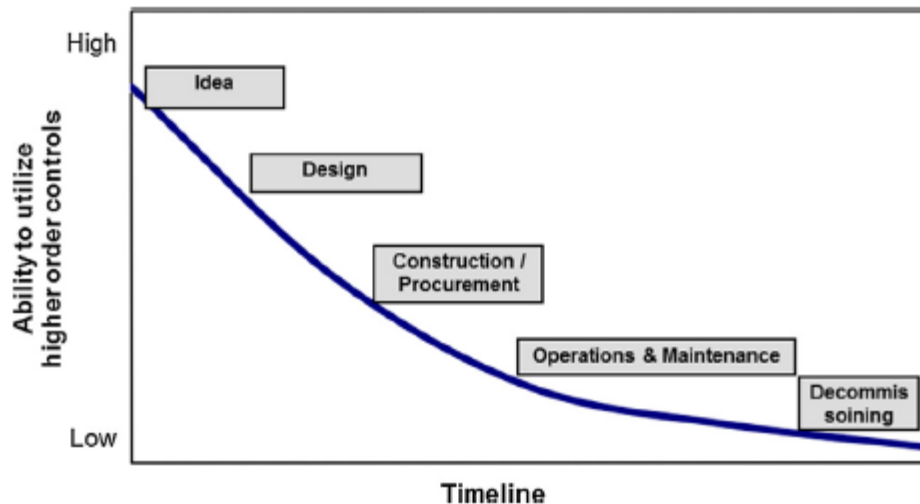 High
Idea
Design
Ability to utilize
higher order controls
Construction /
Procurement
Operations & Maintenance
Decommis
soining
Low
Timeline